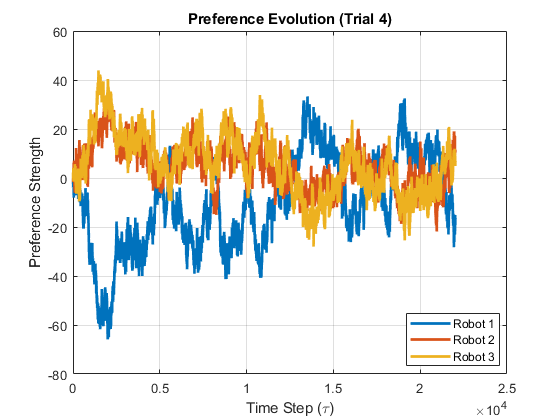 Preference Evolution (Trial 4)
60
40
20
0
-20
-40
-60
-80
Preference Strength
0
0.5
1
1.5
2
2.5
×10^4
Time Step (τ)
Robot 1
Robot 2
Robot 3